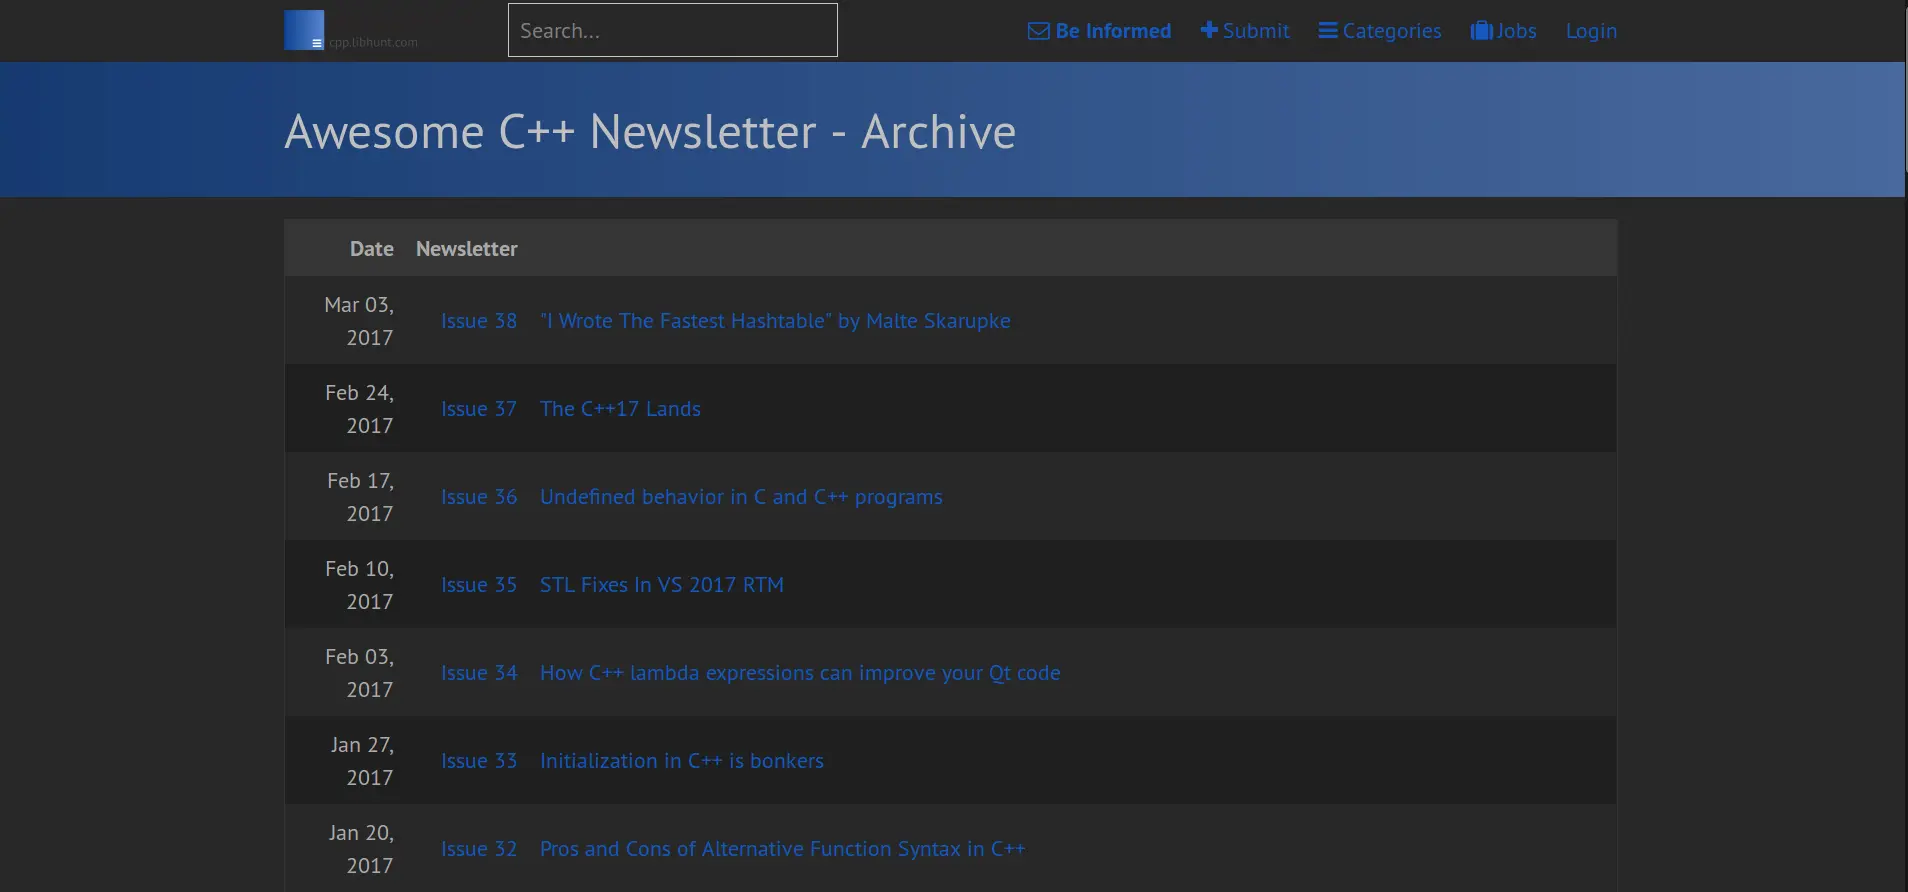 cpp.libhunt.com
Search...
Be Informed
Submit
Categories
Jobs
Login
Awesome C++ Newsletter - Archive
Date Newsletter
Mar 03,
2017
Issue 38 "I Wrote The Fastest Hashtable" by Malte Skarupke
Feb 24,
2017
Issue 37 The C++17 Lands
Feb 17,
2017
Issue 36 Undefined behavior in C and C++ programs
Feb 10,
2017
Issue 35 STL Fixes In VS 2017 RTM
Feb 03,
2017
Issue 34 How C++ lambda expressions can improve your Qt code
Jan 27,
2017
Issue 33 Initialization in C++ is bonkers
Jan 20,
2017
Issue 32 Pros and Cons of Alternative Function Syntax in C++